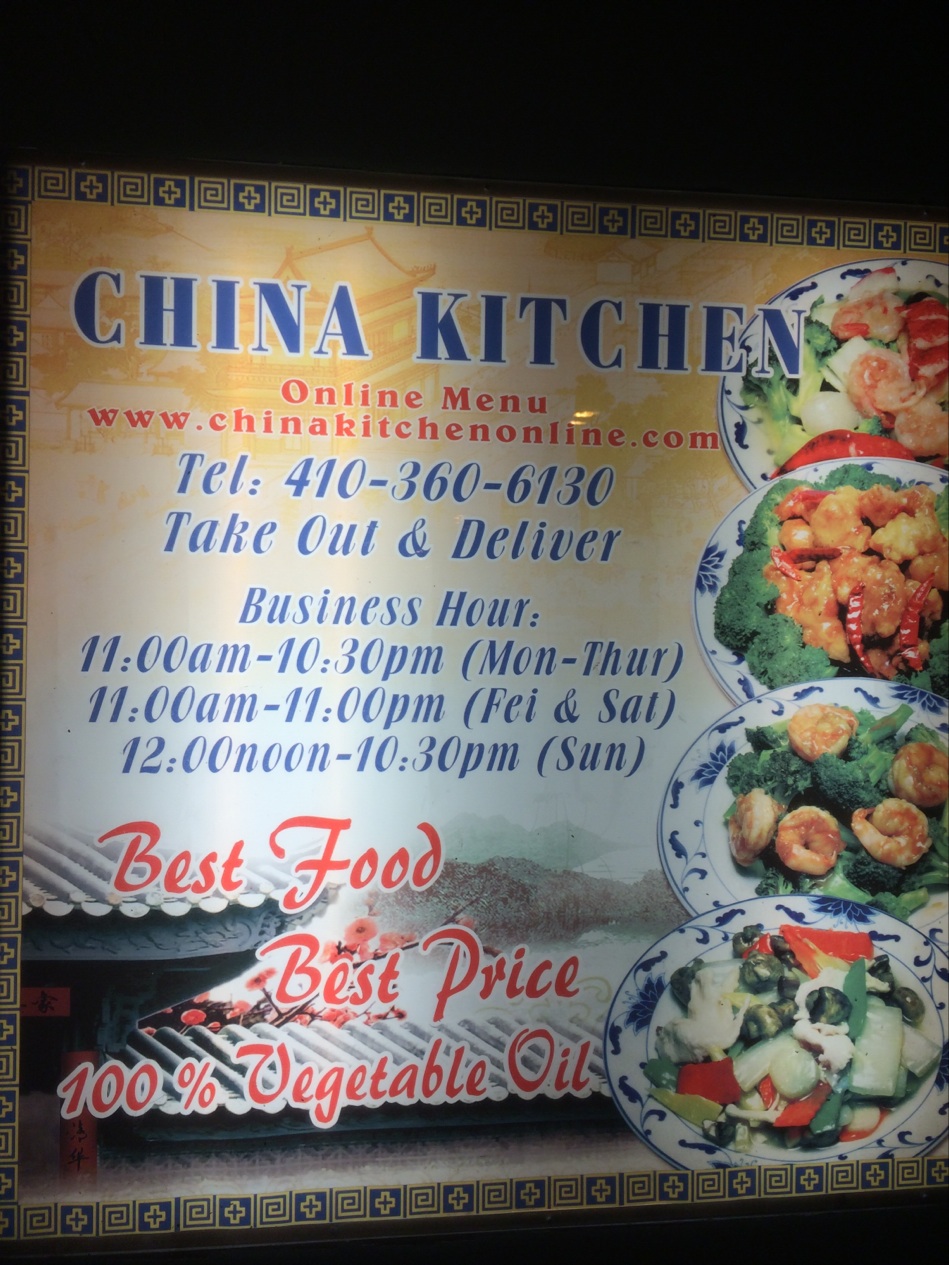 CHINA KITCHEN
Online Menu
www.chinakitchenonline.com
Tel: 410-360-6130
Take Out & Deliver
Business Hour:
11:00am-10:30pm (Mon-Thur)
11:00am-11:00pm (Fei & Sat)
12:00noon-10:30pm (Sun)
Best Food
Best Price
100 % Vegetable Oil